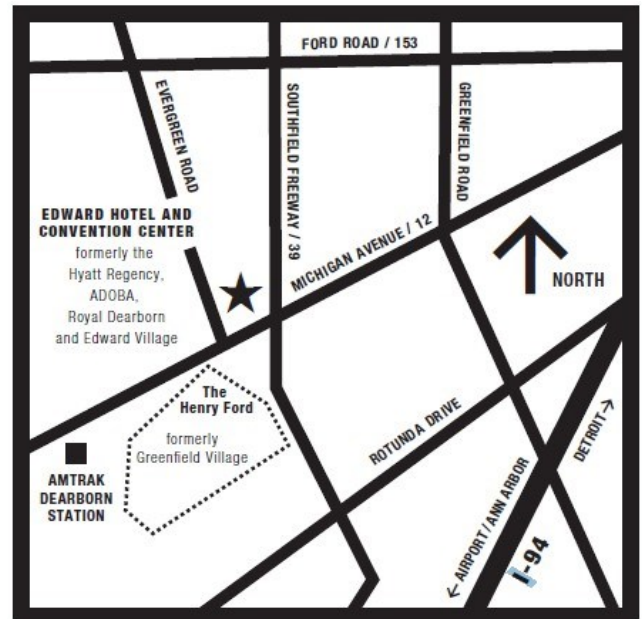 FORD ROAD / 153
EVERGREEN ROAD
SOUTHFIELD FREEWAY / 39
GREENFIELD ROAD
EDWARD HOTEL AND
CONVENTION CENTER
formerly the
Hyatt Regency,
ADOBA,
Royal Dearborn
and Edward Village
MICHIGAN AVENUE / 12
NORTH
The
Henry Ford
formerly
Greenfield Village
ROTUNDA DRIVE
AMTRAK
DEARBORN
STATION
DETROIT
AIRPORT / ANN ARBOR
I-94